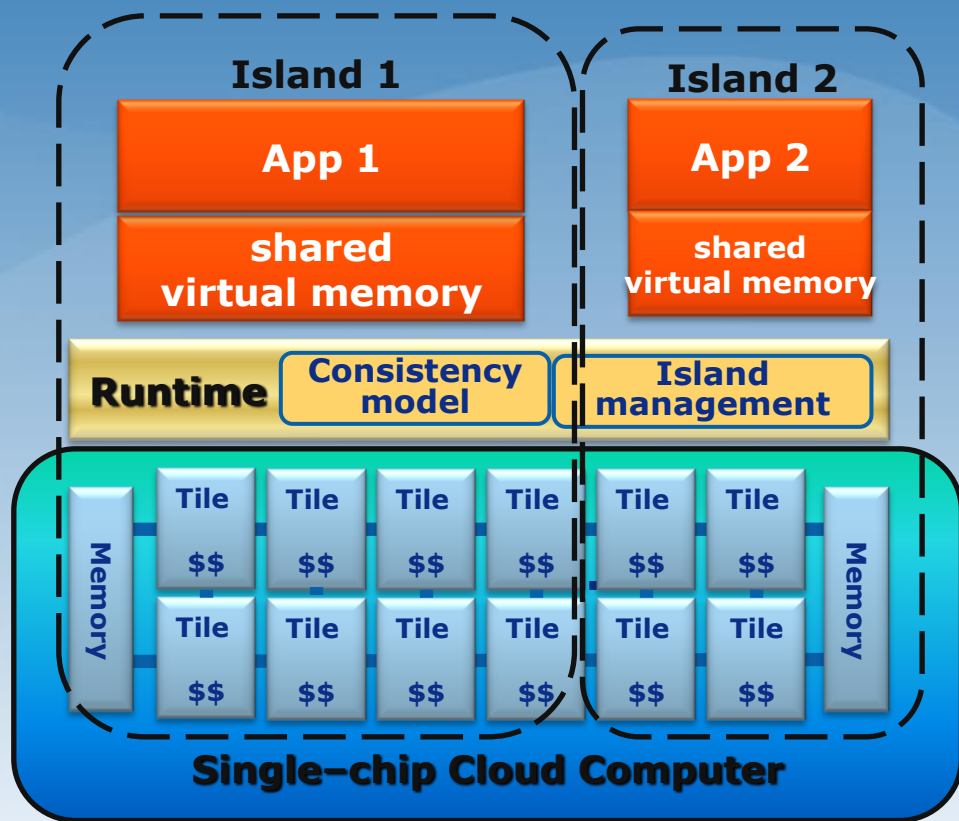 Island 1
Island 2
App 1
App 2
shared
virtual memory
shared
virtual memory
Runtime
Consistency
model
Island
management
Memory
Tile
$$
Tile
$$
Tile
$$
Tile
$$
Tile
$$
Tile
$$
Memory
Tile
$$
Tile
$$
Tile
$$
Tile
$$
Tile
$$
Tile
$$
Single–chip Cloud Computer